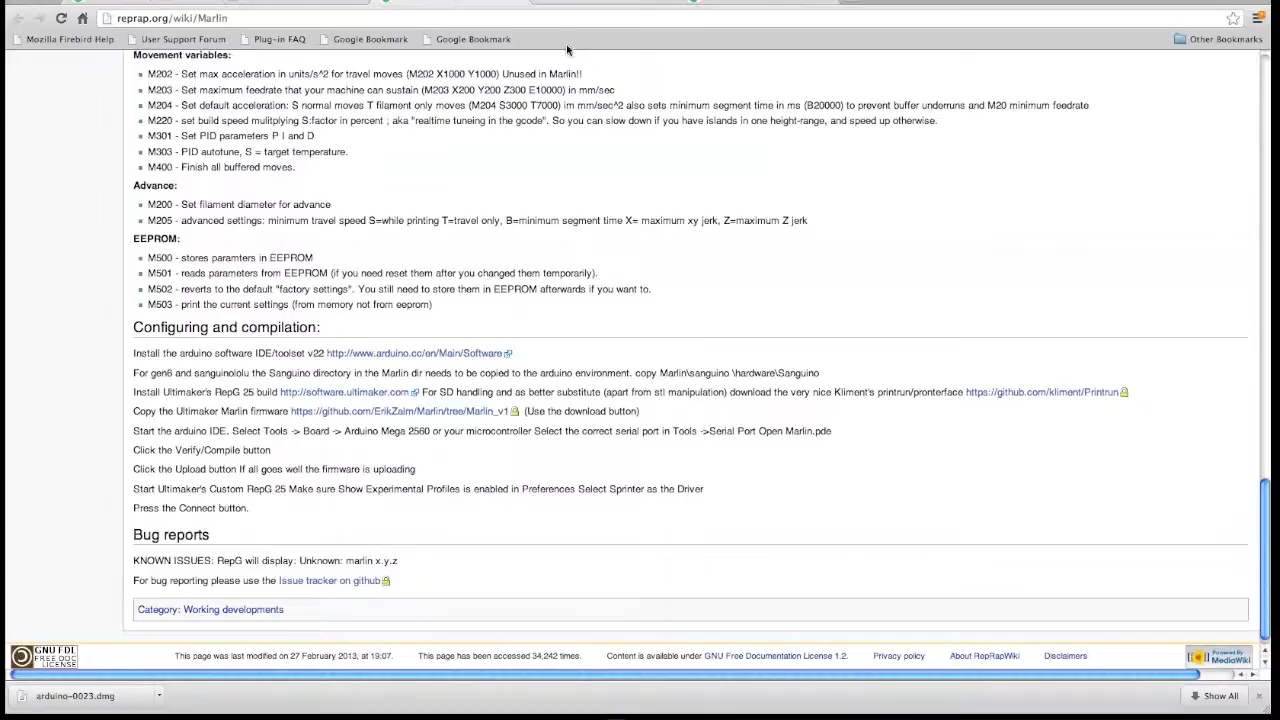 reprap.org/wiki/Marlin
Mozilla Firebird Help User Support Forum Plug-in FAQ Google Bookmark Google Bookmark Other Bookmarks
Movement variables:
M202 - Set max acceleration in units/s^2 for travel moves (M202 X1000 Y1000) Unused in Marlin!!
M203 - Set maximum feedrate that your machine can sustain (M203 X200 Y200 Z300 E10000) in mm/sec
M204 - Set default acceleration: S normal moves T filament only moves (M204 S3000 T7000) im mm/sec^2 also sets minimum segment time in ms (B20000) to prevent buffer underruns and M20 minimum feedrate
M220 - set build speed mulitplying S:factor in percent ; aka "realtime tuneing in the gcode". So you can slow down if you have islands in one height-range, and speed up otherwise.
M301 - Set PID parameters P I and D
M303 - PID autotune, S = target temperature.
M400 - Finish all buffered moves.
Advance:
M200 - Set filament diameter for advance
M205 - advanced settings: minimum travel speed S=while printing T=travel only, B=minimum segment time X= maximum xy jerk, Z=maximum Z jerk
EEPROM:
M500 - stores paramters in EEPROM
M501 - reads parameters from EEPROM (if you need reset them after you changed them temporarily).
M502 - reverts to the default "factory settings". You still need to store them in EEPROM afterwards if you want to.
M503 - print the current settings (from memory not from eeprom)
Configuring and compilation:
Install the arduino software IDE/toolset v22 http://www.arduino.cc/en/Main/Software
For gen6 and sanguinololu the Sanguino directory in the Marlin dir needs to be copied to the arduino environment. copy Marlin\sanguino \hardware\Sanguino
Install Ultimaker's RepG 25 build http://software.ultimaker.com For SD handling and as better substitute (apart from stl manipulation) download the very nice Kliment's printrun/pronterface https://github.com/kliment/Printrun
Copy the Ultimaker Marlin firmware https://github.com/ErikZalm/Marlin/tree/Marlin_v1 (Use the download button)
Start the arduino IDE. Select Tools -> Board -> Arduino Mega 2560 or your microcontroller Select the correct serial port in Tools ->Serial Port Open Marlin.pde
Click the Verify/Compile button
Click the Upload button If all goes well the firmware is uploading
Start Ultimaker's Custom RepG 25 Make sure Show Experimental Profiles is enabled in Preferences Select Sprinter as the Driver
Press the Connect button.
Bug reports
KNOWN ISSUES: RepG will display: Unknown: marlin x.y.z
For bug reporting please use the Issue tracker on github
Category: Working developments
GNU FDL
FREE DOC
LICENSE
This page was last modified on 27 February 2013, at 19:07. This page has been accessed 34,242 times. Content is available under GNU Free Documentation License 1.2. Privacy policy About RepRapWiki Disclaimers
Powered By
MediaWiki
arduino-0023.dmg Show All